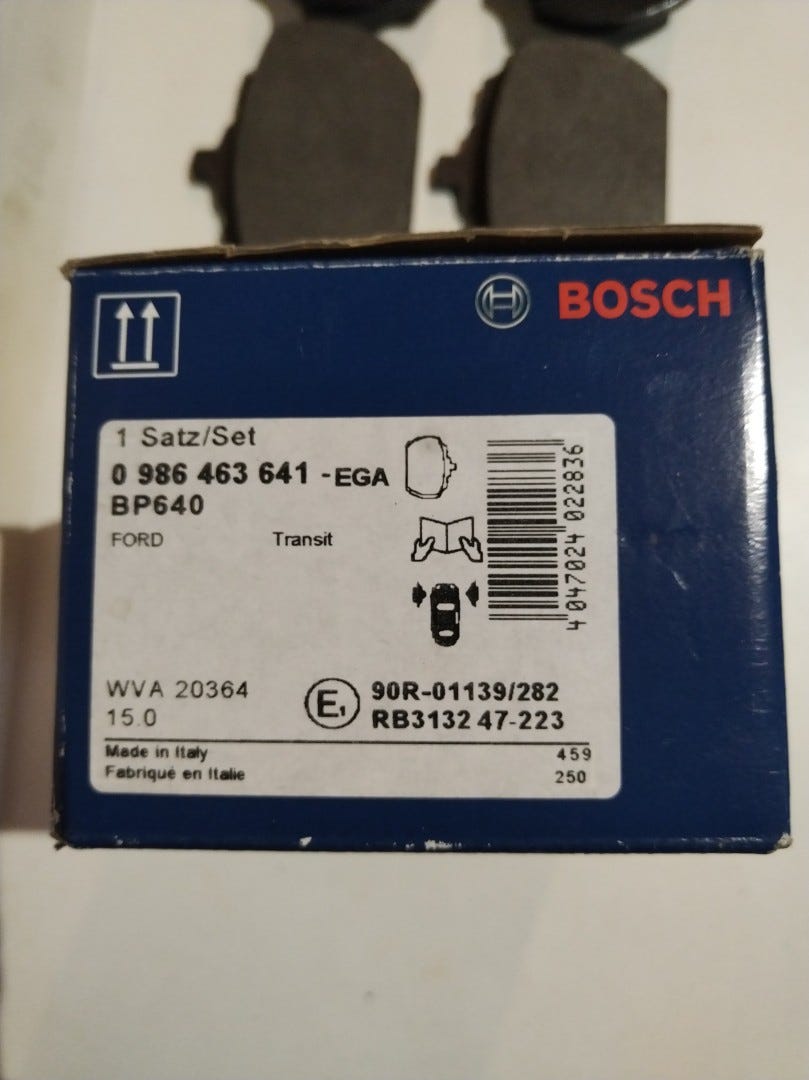 BOSCH
1 Satz/Set
0 986 463 641 -EGA
BP640
FORD Transit
4 047024 022836
WVA 20364
15.0
E1
90R-01139/282
RB3132 47-223
Made in Italy
Fabriqué en Italie
459
250